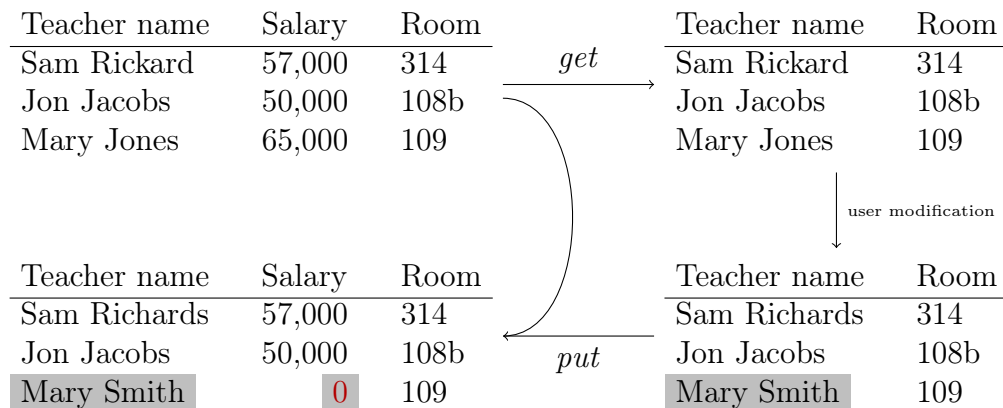 Teacher name Salary Room
Sam Rickard 57,000 314
Jon Jacobs 50,000 108b
Mary Jones 65,000 109
get
Teacher name Room
Sam Rickard 314
Jon Jacobs 108b
Mary Jones 109
user modification
Teacher name Salary Room
Sam Richards 57,000 314
Jon Jacobs 50,000 108b
Mary Smith 0 109
put
Teacher name Room
Sam Richards 314
Jon Jacobs 108b
Mary Smith 109